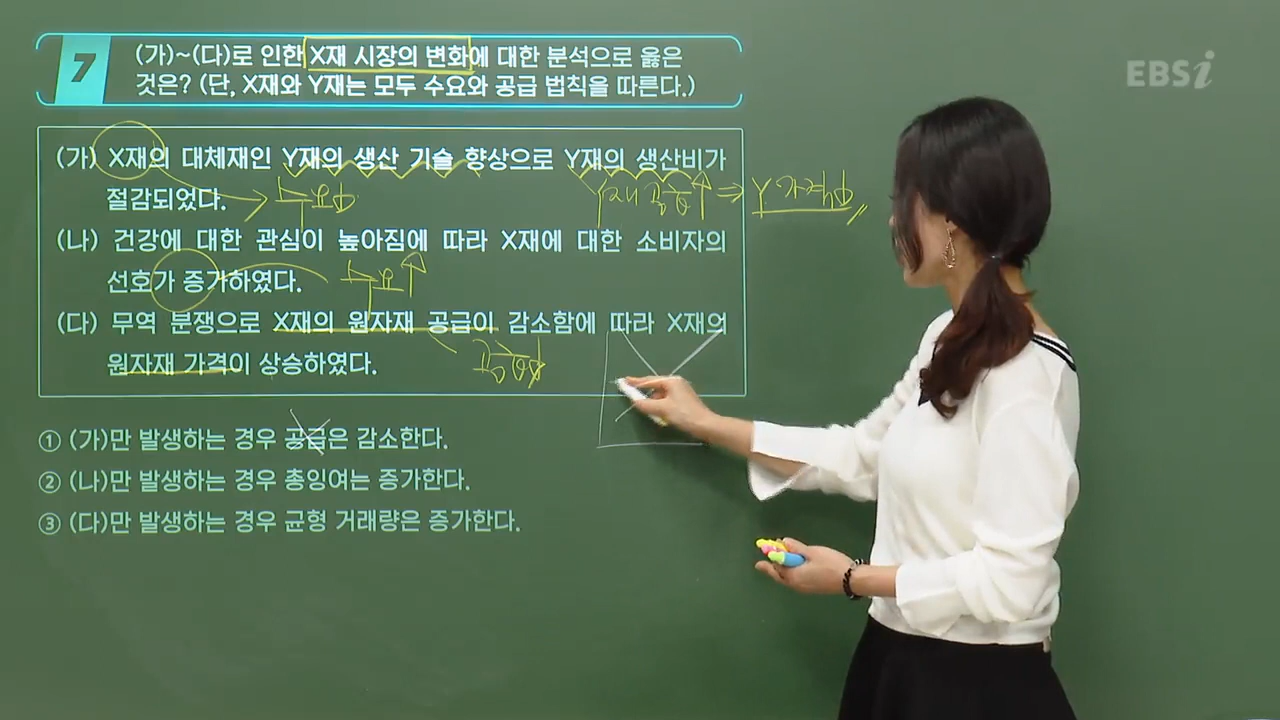 7
(가)~(다)로 인한 X재 시장의 변화에 대한 분석으로 옳은
것은? (단, X재와 Y재는 모두 수요와 공급 법칙을 따른다.)
EBSi
(가) X재의 대체재인 Y재의 생산 기술 향상으로 Y재의 생산비가
절감되었다.
수요↓
Y재 공급↑ ⇒ Y 가격↓
(나) 건강에 대한 관심이 높아짐에 따라 X재에 대한 소비자의
선호가 증가하였다.
수요↑
(다) 무역 분쟁으로 X재의 원자재 공급이 감소함에 따라 X재의
원자재 가격이 상승하였다.
공급↓
① (가)만 발생하는 경우 공급은 감소한다.
② (나)만 발생하는 경우 총잉여는 증가한다.
③ (다)만 발생하는 경우 균형 거래량은 증가한다.